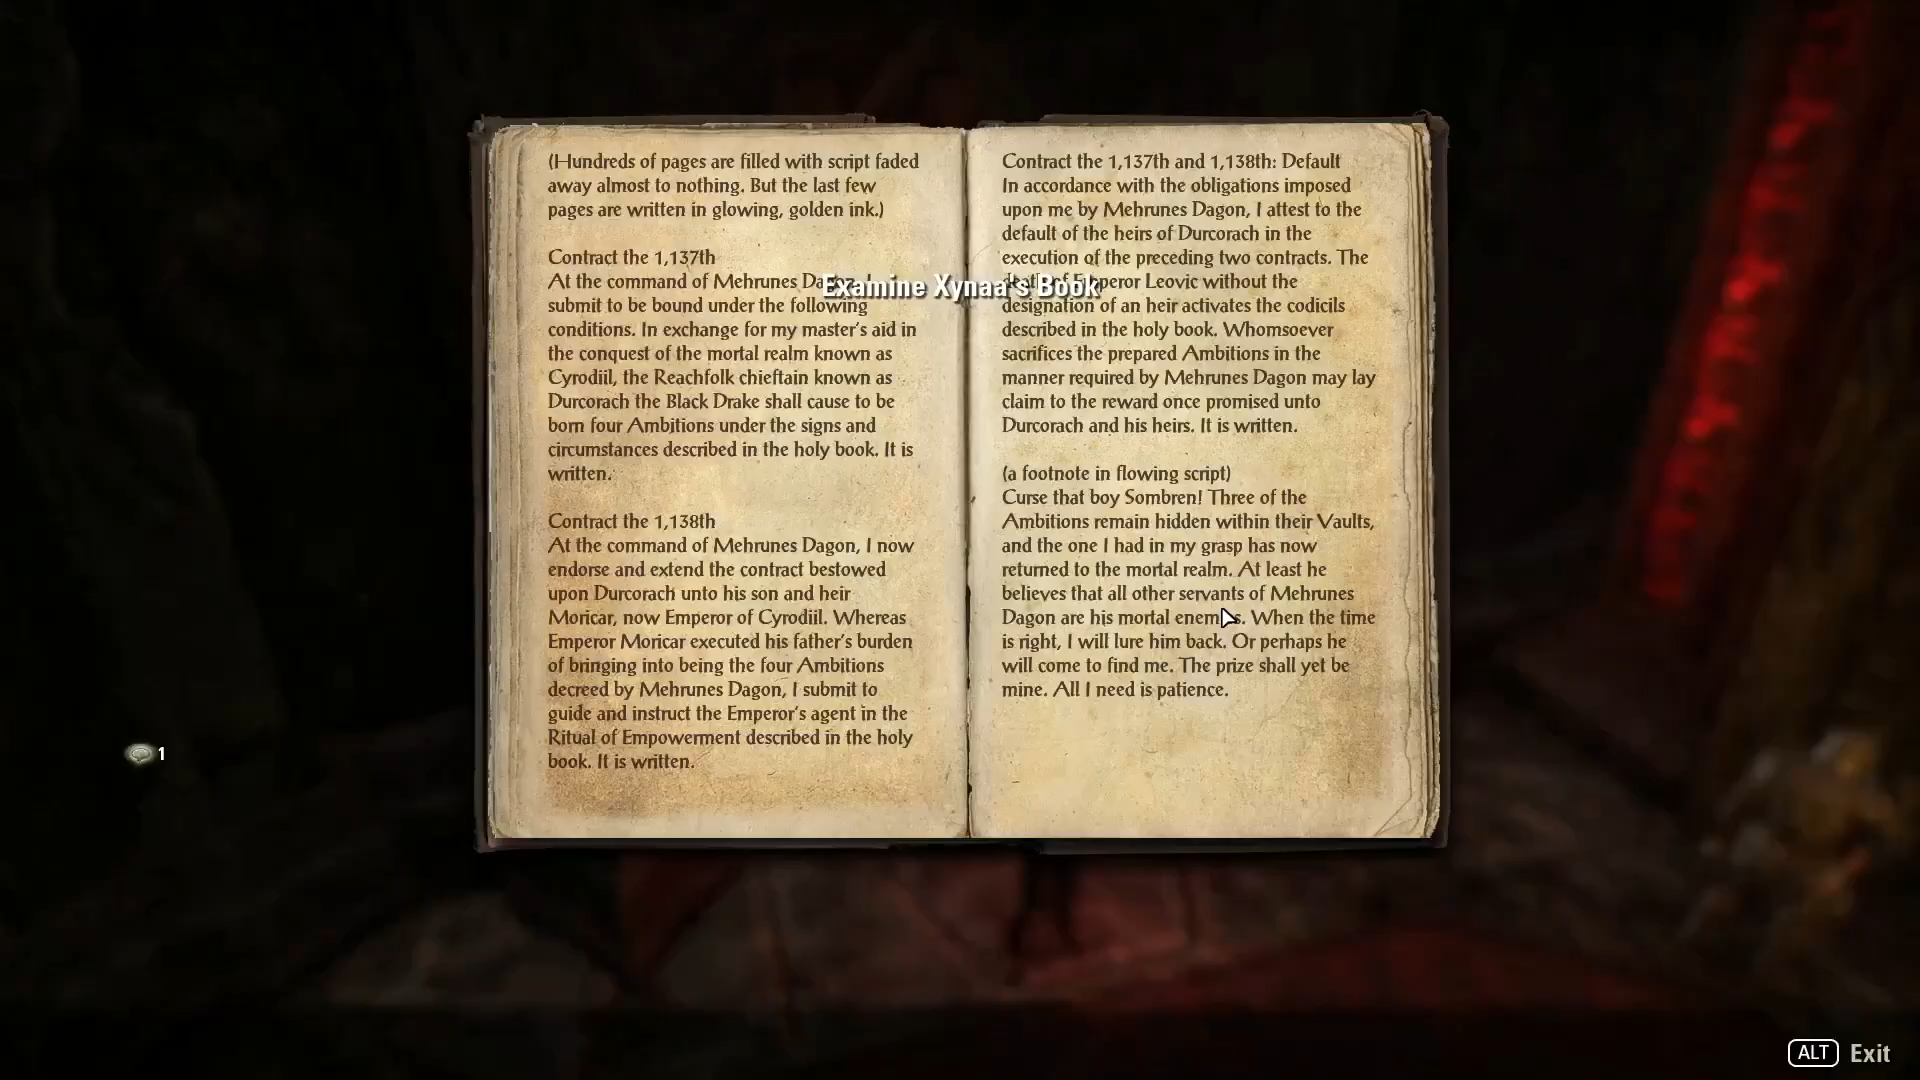 (Hundreds of pages are filled with script faded
away almost to nothing. But the last few
pages are written in glowing, golden ink.)
Contract the 1,137th
At the command of Mehrunes
submit to be bound under the following
conditions. In exchange for my master's aid in
the conquest of the mortal realm known as
Cyrodiil, the Reachfolk chieftain known as
Durcorach the Black Drake shall cause to be
born four Ambitions under the signs and
circumstances described in the holy book. It is
written.
Contract the 1,138th
At the command of Mehrunes Dagon, I now
endorse and extend the contract bestowed
upon Durcorach unto his son and heir
Moricar, now Emperor of Cyrodiil. Whereas
Emperor Moricar executed his father's burden
of bringing into being the four Ambitions
decreed by Mehrunes Dagon, I submit to
guide and instruct the Emperor's agent in the
Ritual of Empowerment described in the holy
book. It is written.
Contract the 1,137th and 1,138th: Default
In accordance with the obligations imposed
upon me by Mehrunes Dagon, I attest to the
default of the heirs of Durcorach in the
execution of the preceding two contracts. The
Leovic without the
designation of an heir activates the codicils
described in the holy book. Whomsoever
sacrifices the prepared Ambitions in the
manner required by Mehrunes Dagon may lay
claim to the reward once promised unto
Durcorach and his heirs. It is written.
(a footnote in flowing script)
Curse that boy Sombren! Three of the
Ambitions remain hidden within their Vaults,
and the one I had in my grasp has now
returned to the mortal realm. At least he
believes that all other servants of Mehrunes
Dagon are his mortal enemies. When the time
is right, I will lure him back. Or perhaps he
will come to find me. The prize shall yet be
mine. All I need is patience.
Examine Xynaa's Book
1
ALT Exit